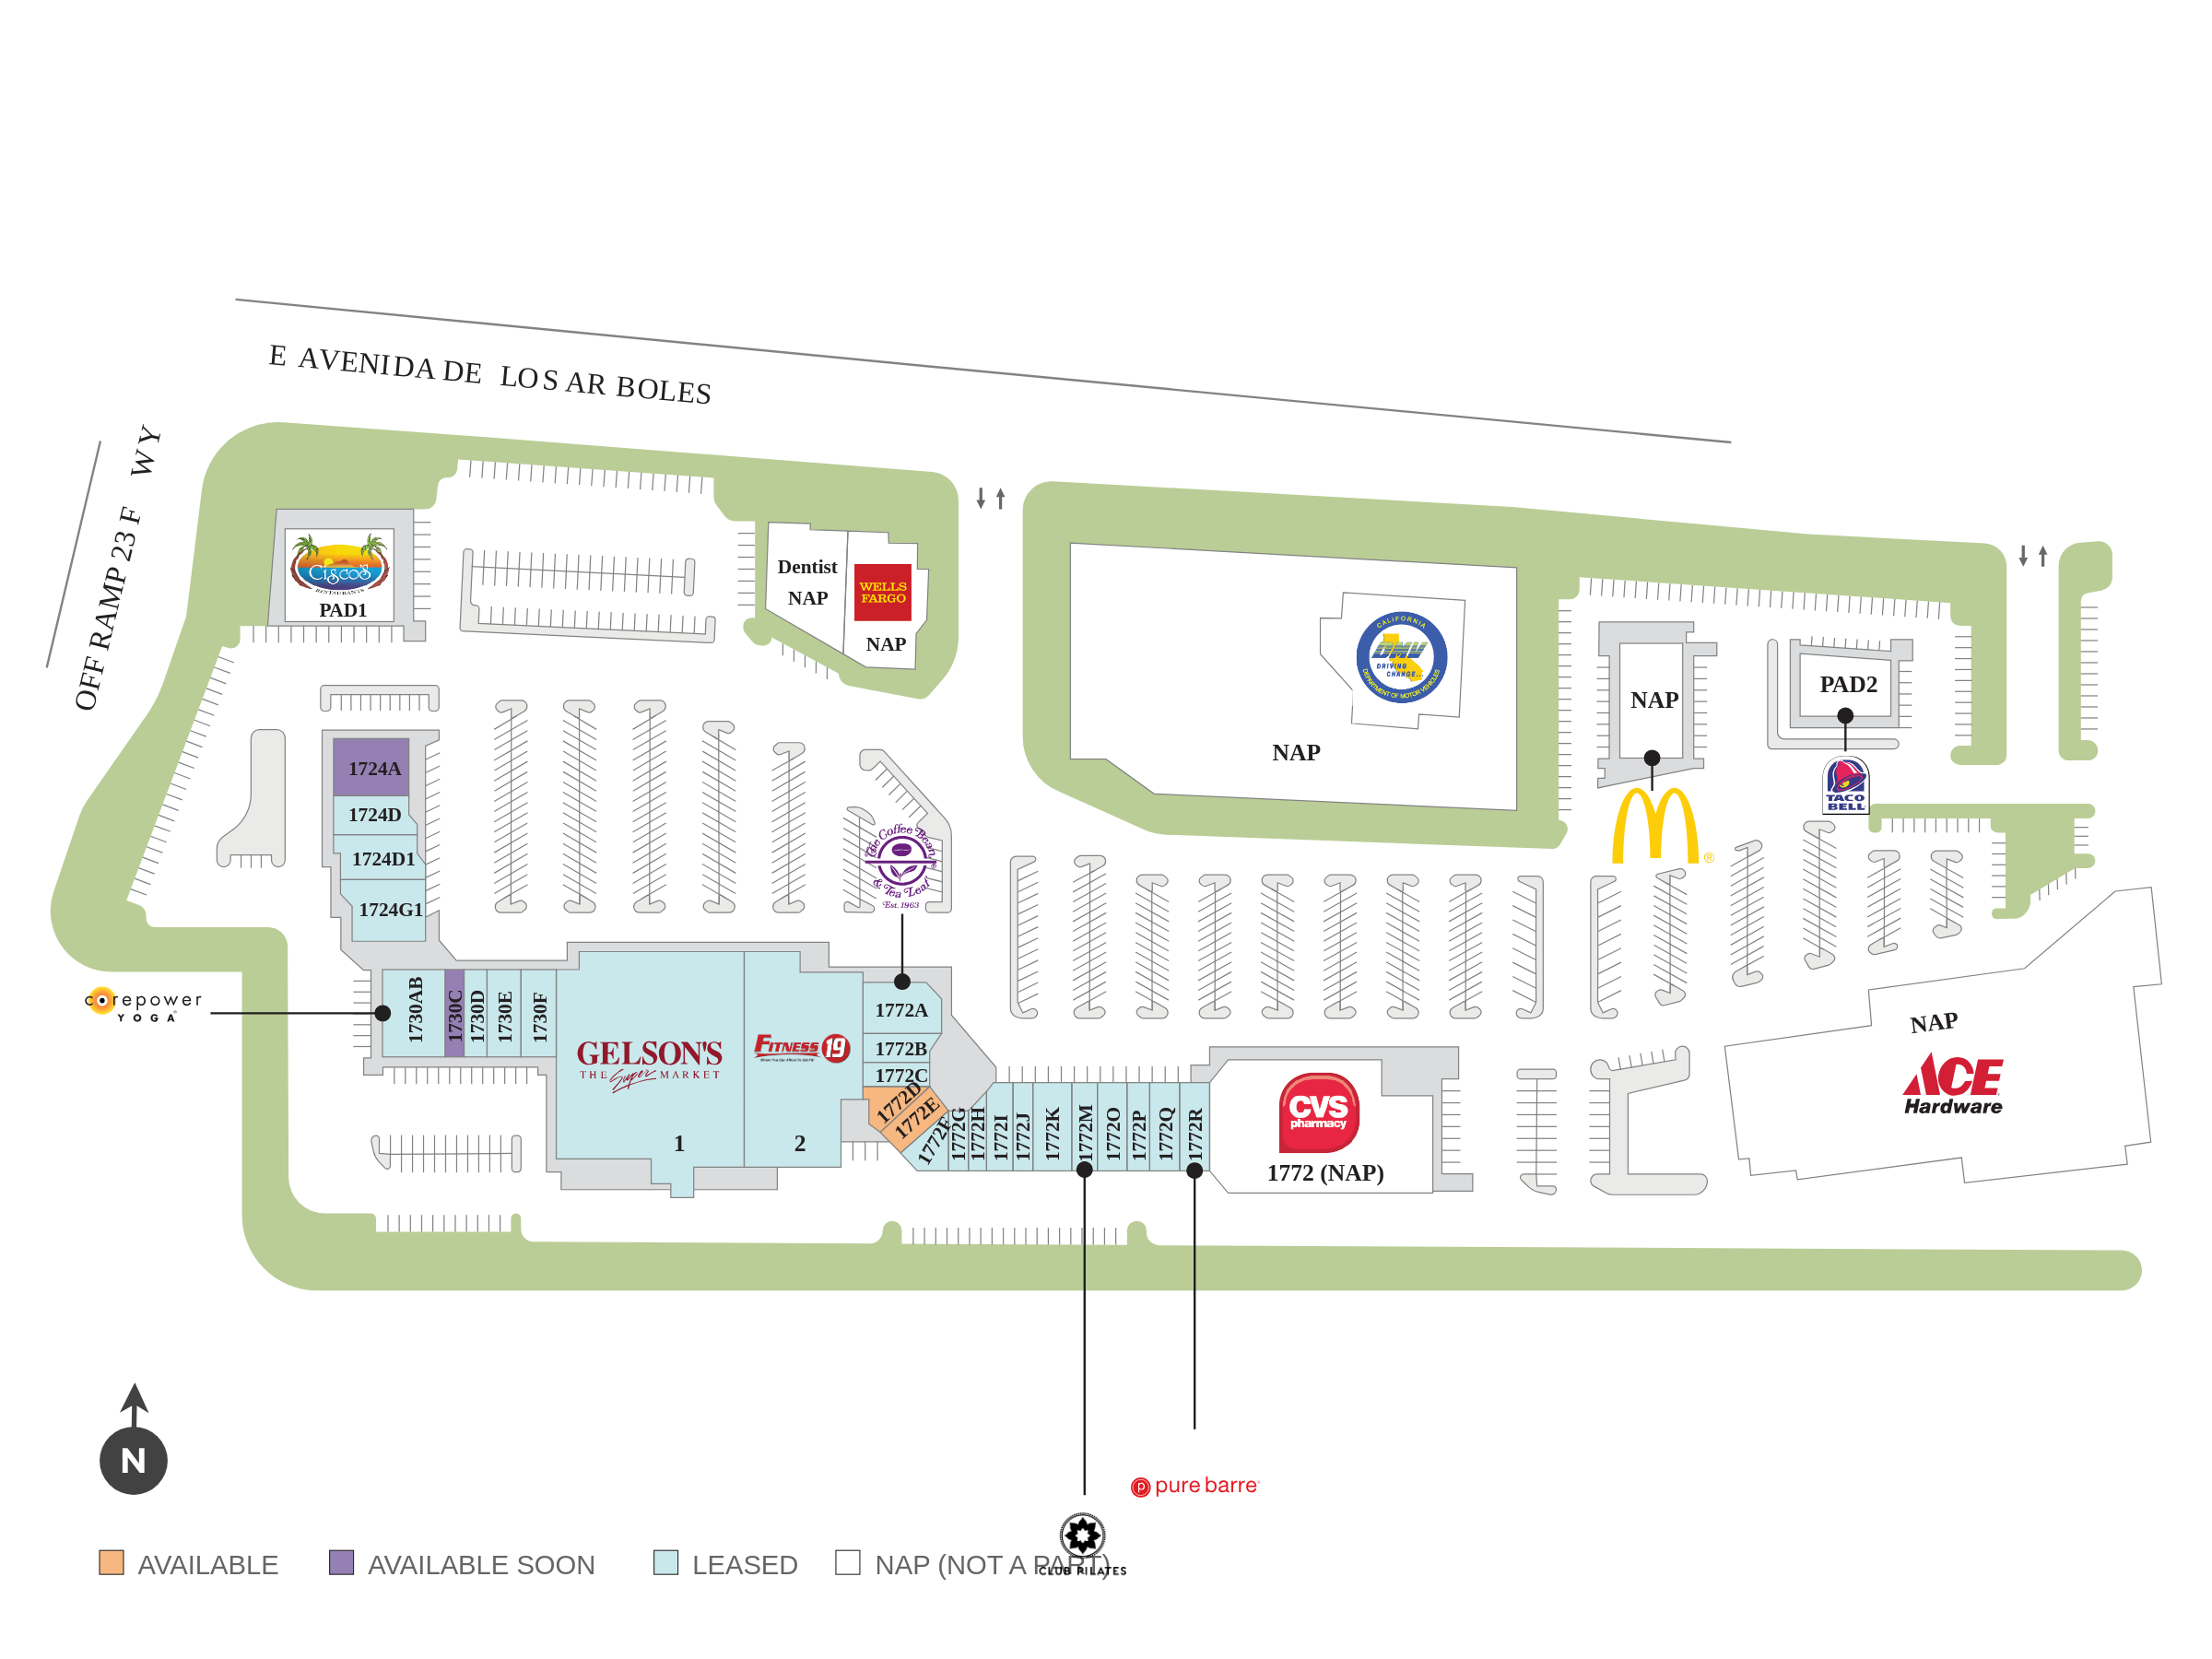 E AVENIDA DE LOS AR BOLES
OFF RAMP 23 F WY
CISCO'S
RESTAURANTS
PAD1
Dentist
NAP
WELLS
FARGO
NAP
CALIFORNIA
DMV
DRIVING
CHANGE...
DEPARTMENT OF MOTOR VEHICLES
NAP
NAP
PAD2
TACO
BELL
®
1724A
1724D
1724D1
1724G1
The Coffee Bean
& Tea Leaf
Est. 1963
corepower
YOGA
1730AB
1730C
1730D
1730E
1730F
GELSON'S
THE Super MARKET
1
FITNESS 19
2
1772A
1772B
1772C
1772D
1772E
1772F
1772G
1772H
1772I
1772J
1772K
1772M
1772O
1772P
1772Q
1772R
CVS
pharmacy
1772 (NAP)
NAP
ACE
Hardware
N
p pure barre
CLUB PILATES
AVAILABLE
AVAILABLE SOON
LEASED
NAP (NOT A PART)